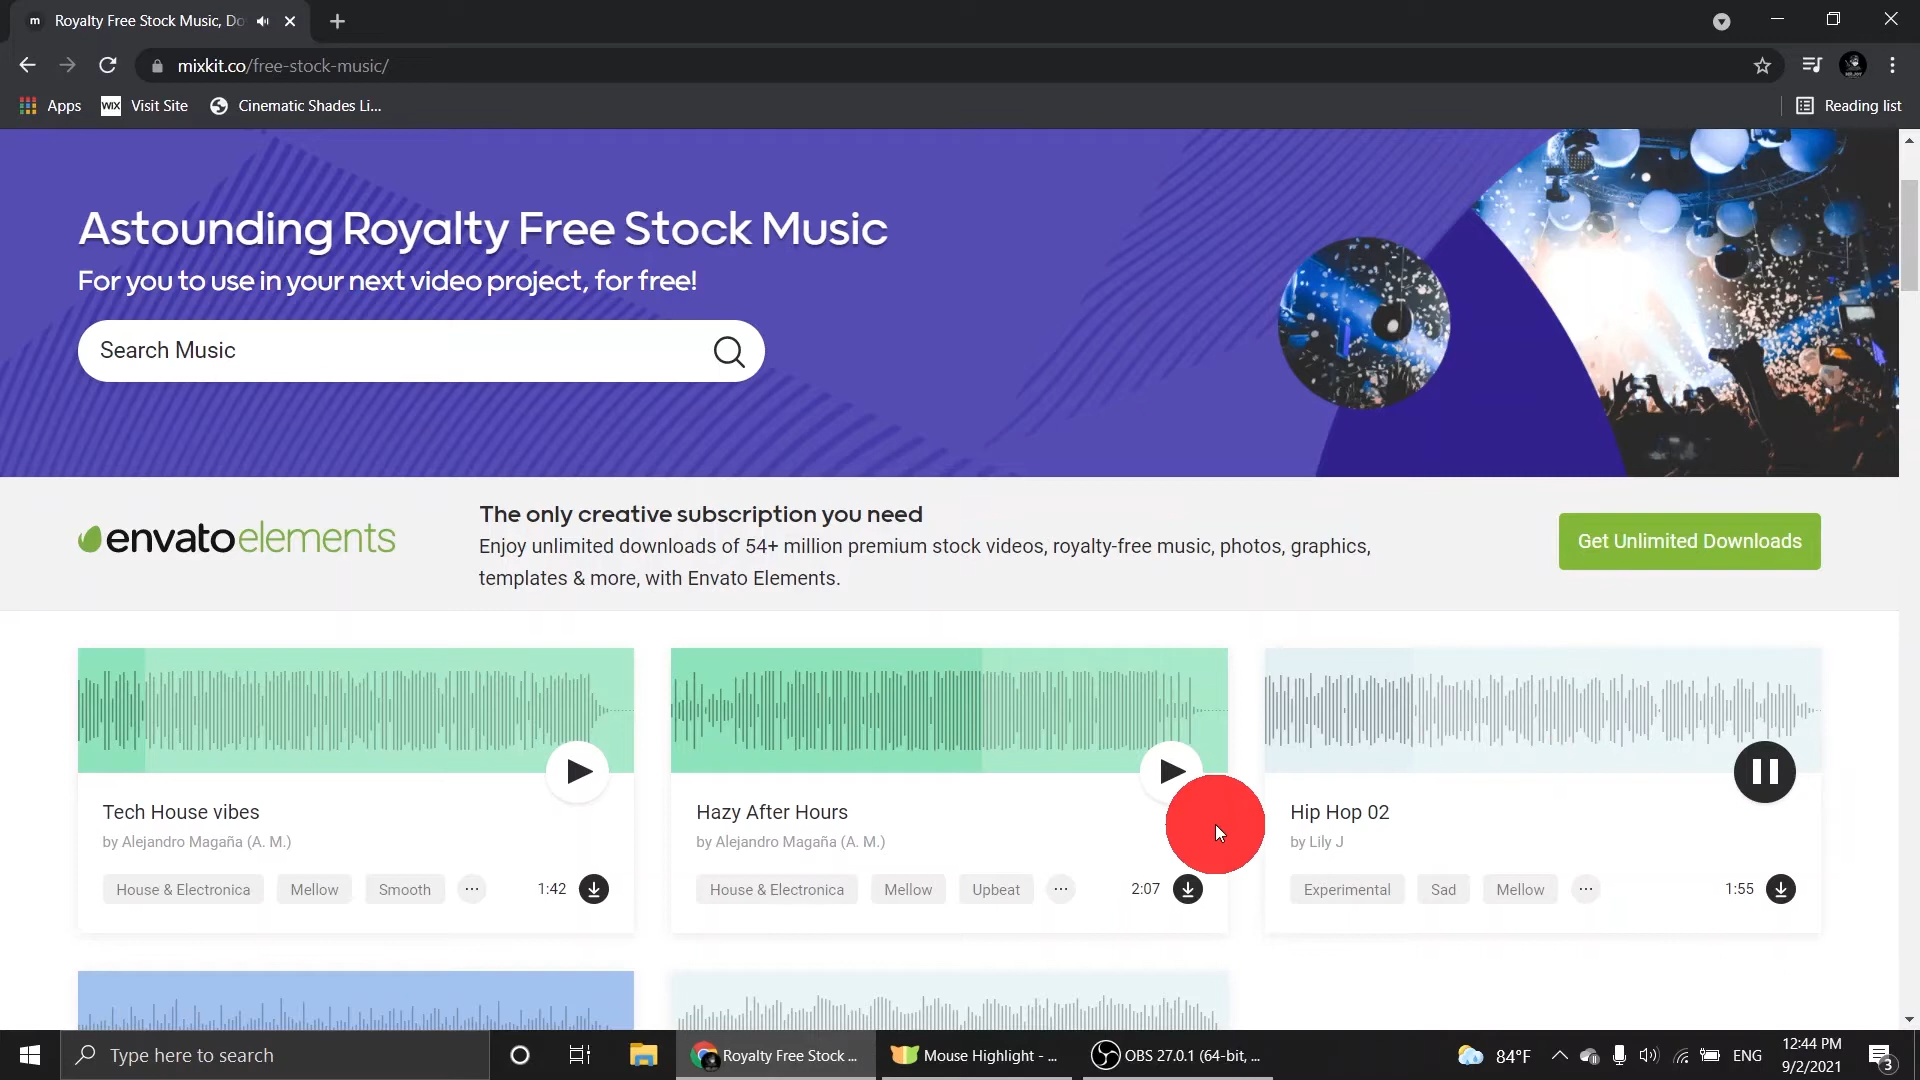 m Royalty Free Stock Music, Do
mixkit.co/free-stock-music/
Apps
WIX Visit Site
Cinematic Shades Li...
Reading list
Astounding Royalty Free Stock Music
For you to use in your next video project, for free!
Search Music
envato elements
The only creative subscription you need
Enjoy unlimited downloads of 54+ million premium stock videos, royalty-free music, photos, graphics,
templates & more, with Envato Elements.
Get Unlimited Downloads
Tech House vibes
by Alejandro Magaña (A. M.)
House & Electronica Mellow Smooth ... 1:42
Hazy After Hours
by Alejandro Magaña (A. M.)
House & Electronica Mellow Upbeat ... 2:07
Hip Hop 02
by Lily J
Experimental Sad Mellow ... 1:55
Type here to search
Royalty Free Stock ...
Mouse Highlight - ...
OBS 27.0.1 (64-bit, ...
84°F
ENG
12:44 PM
9/2/2021
3